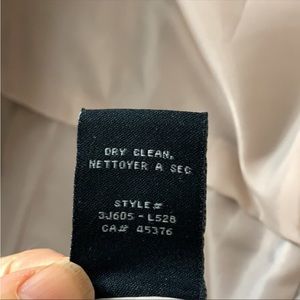 DRY CLEAN.
NETTOYER A SEC
STYLE#
3J605-L528
CA# 45376